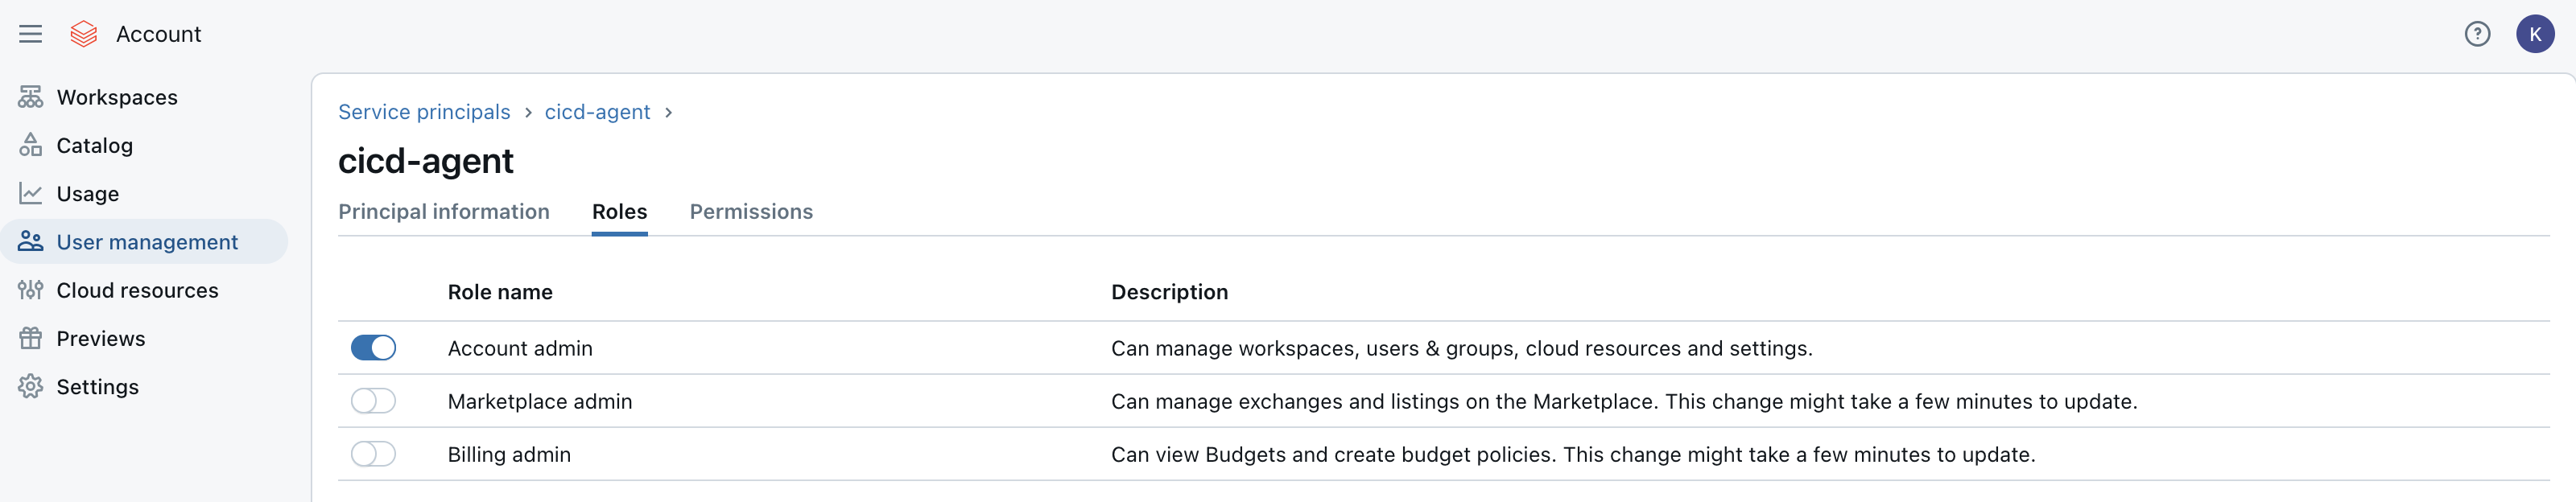 Account
?
K
Workspaces
Catalog
Usage
User management
Cloud resources
Previews
Settings
Service principals › cicd-agent ›
cicd-agent
Principal information Roles Permissions
Role name Description
Account admin Can manage workspaces, users & groups, cloud resources and settings.
Marketplace admin Can manage exchanges and listings on the Marketplace. This change might take a few minutes to update.
Billing admin Can view Budgets and create budget policies. This change might take a few minutes to update.